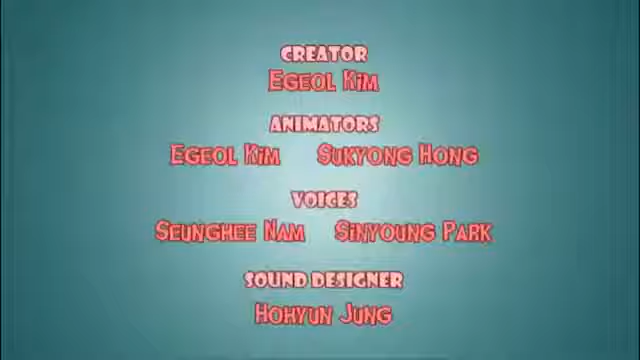 CREATOR
EGEOL KIM
ANIMATORS
EGEOL KIM SUKYONG HONG
VOICES
SEUNGHEE NAM SINYOUNG PARK
SOUND DESIGNER
HOHYUN JUNG